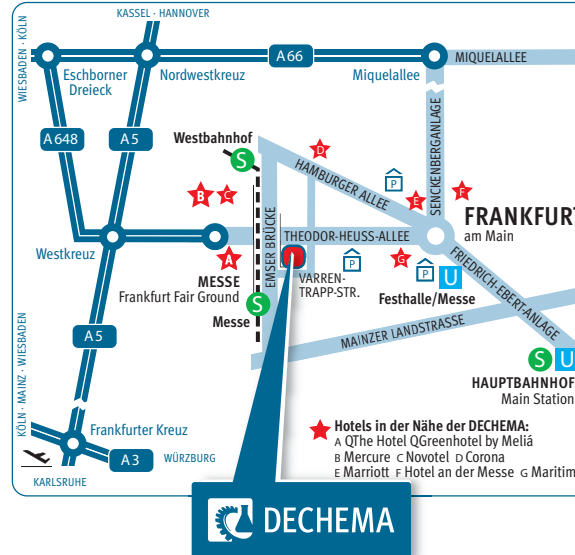 KASSEL · HANNOVER
WIESBADEN · KÖLN
A66
MIQUELALLEE
Eschborner
Dreieck
Nordwestkreuz
Miquelallee
A648
A5
Westbahnhof
S
D
P
HAMBURGER ALLEE
SENCKENBERGANLAGE
E
F
B
C
FRANKFURT
am Main
THEODOR-HEUSS-ALLEE
EMSER BRÜCKE
Westkreuz
A
G
P
P
U
MESSE
Frankfurt Fair Ground
VARREN-
TRAPP-STR.
Festhalle/Messe
FRIEDRICH-EBERT-ANLAGE
S
Messe
MAINZER LANDSTRASSE
A5
KÖLN · MAINZ · WIESBADEN
S
U
HAUPTBAHNHOF
Main Station
Frankfurter Kreuz
A3
WÜRZBURG
KARLSRUHE
Hotels in der Nähe der DECHEMA:
A QThe Hotel QGreenhotel by Meliá
B Mercure C Novotel D Corona
E Marriott F Hotel an der Messe G Maritim
DECHEMA